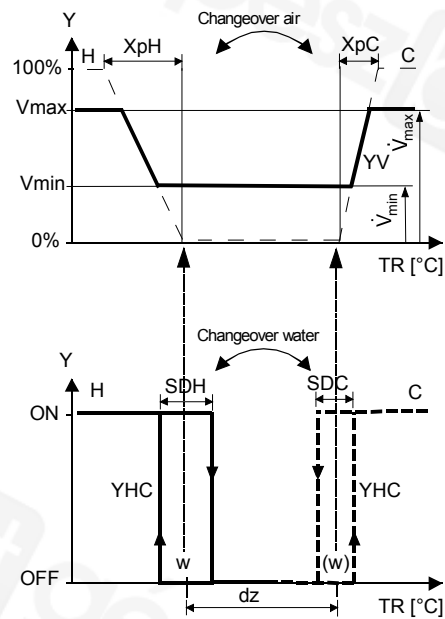 Y
Changeover air
H
XpH
XpC
C
100%
Vmax
YV
V̇max
Vmin
V̇min
0%
TR [°C]
Changeover water
Y
H
SDH
SDC
C
ON
YHC
YHC
w
(w)
OFF
dz
TR [°C]